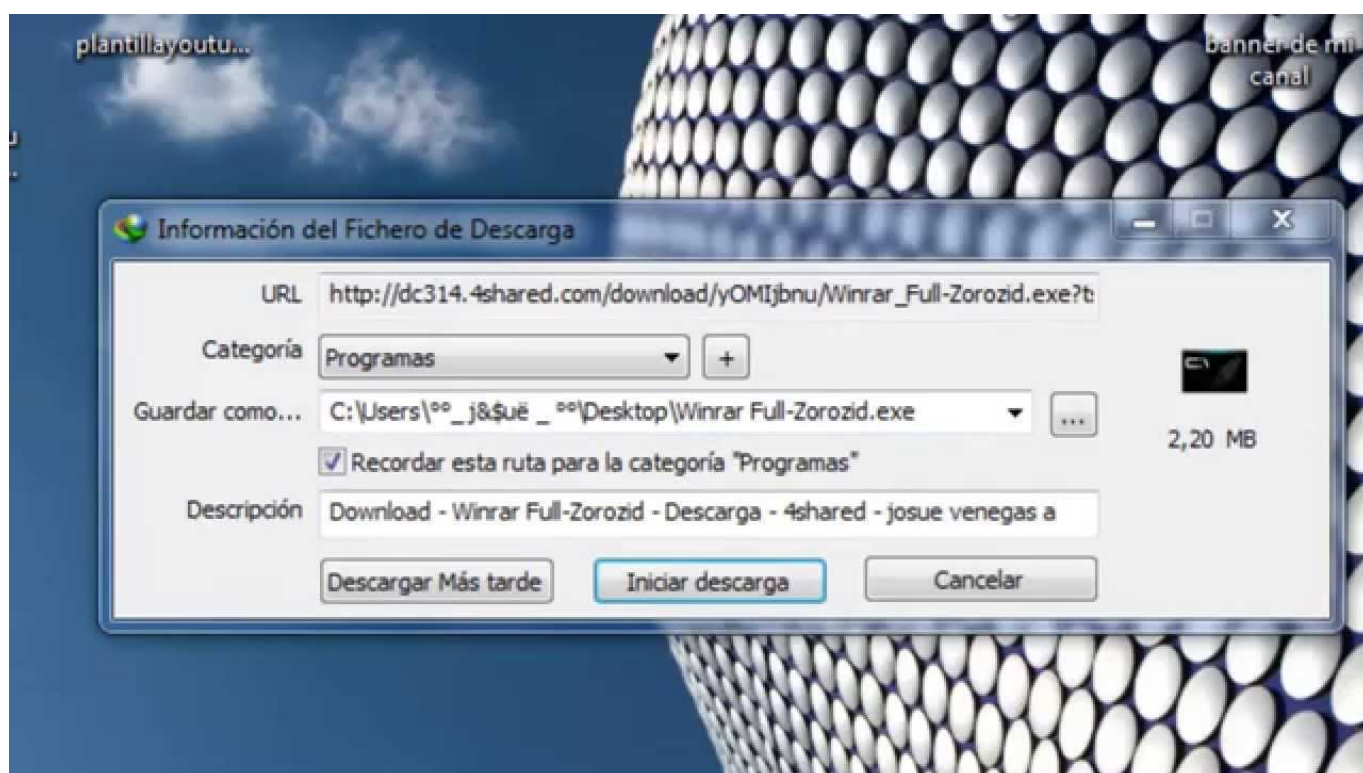 plantillayoutu...
banner de mi
canal
u
...
Información del Fichero de Descarga
URL
http://dc314.4shared.com/download/yOMIjbnu/Winrar_Full-Zorozid.exe?t
Categoría
Programas
+
Guardar como...
C:\Users\°°_ j&$uë _ °°\Desktop\Winrar Full-Zorozid.exe
...
2,20 MB
Recordar esta ruta para la categoría "Programas"
Descripción
Download - Winrar Full-Zorozid - Descarga - 4shared - josue venegas a
Descargar Más tarde
Iniciar descarga
Cancelar